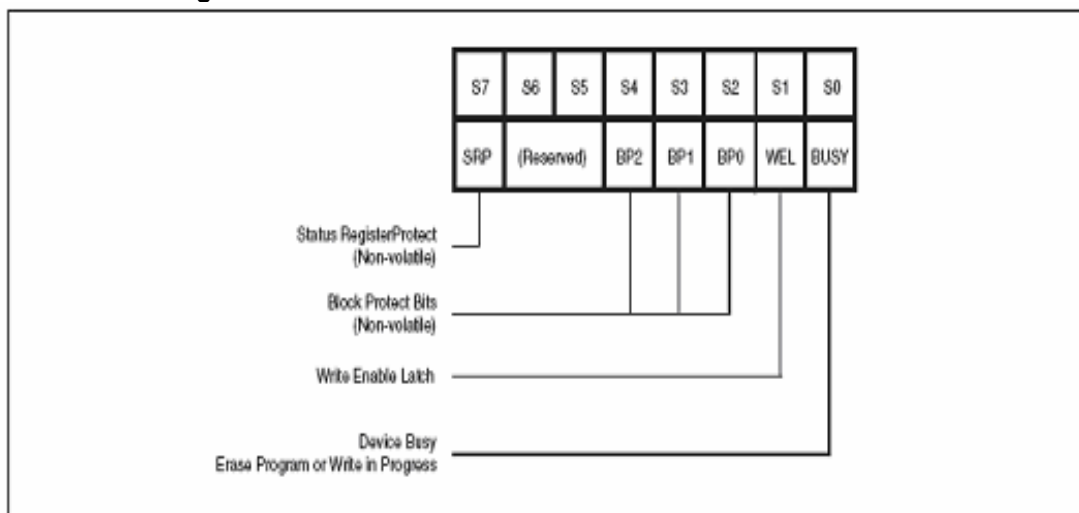 S7 S6 S5 S4 S3 S2 S1 S0
SRP (Reserved) BP2 BP1 BP0 WEL BUSY
Status RegisterProtect
(Non-volatile)
Block Protect Bits
(Non-volatile)
Write Enable Latch
Device Busy
Erase Program or Write in Progress